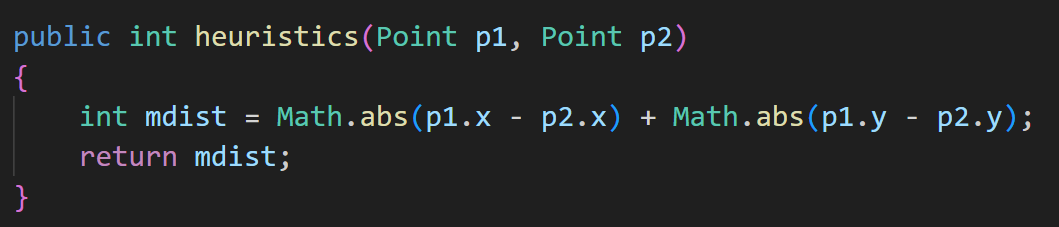 public int heuristics(Point p1, Point p2)
{
    int mdist = Math.abs(p1.x - p2.x) + Math.abs(p1.y - p2.y);
    return mdist;
}